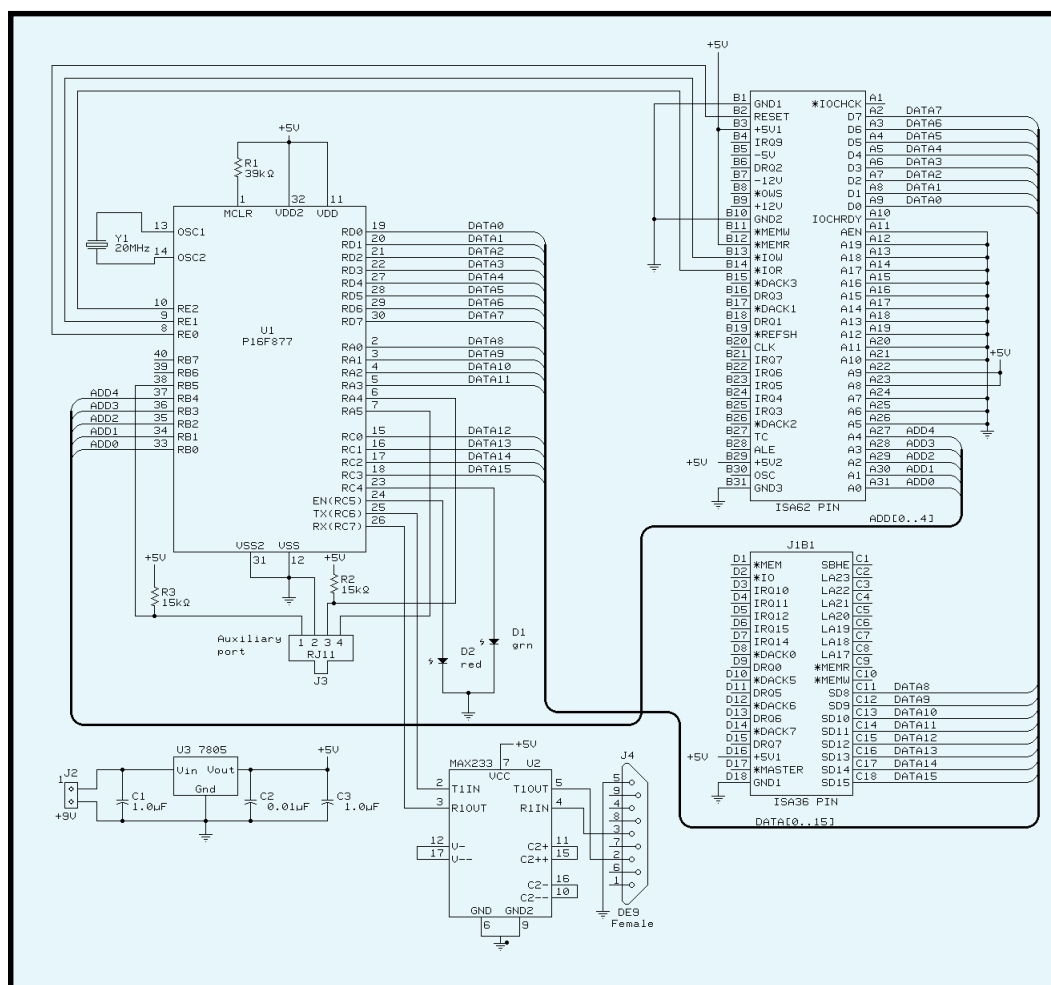 +5V
+5V
R1
39kΩ
1
32
11
MCLR
VDD2
VDD
13
OSC1
14
OSC2
Y1
20MHz
10
RE2
9
RE1
8
RE0
U1
P16F877
40
RB7
39
RB6
38
RB5
ADD4
37
RB4
ADD3
36
RB3
ADD2
35
RB2
ADD1
34
RB1
ADD0
33
RB0
RD0
19
DATA0
RD1
20
DATA1
RD2
21
DATA2
RD3
22
DATA3
RD4
27
DATA4
RD5
28
DATA5
RD6
29
DATA6
RD7
30
DATA7
RA0
2
DATA8
RA1
3
DATA9
RA2
4
DATA10
RA3
5
DATA11
RA4
6
RA5
7
RC0
15
DATA12
RC1
16
DATA13
RC2
17
DATA14
RC3
18
DATA15
RC4
23
EN(RC5)
24
TX(RC6)
25
RX(RC7)
26
VSS2
VSS
31
12
+5V
R3
15kΩ
+5V
R2
15kΩ
Auxiliary
port
1 2 3 4
RJ11
J3
D1
grn
D2
red
B1 GND1
B2 RESET
B3 +5V1
B4 IRQ9
B5 -5V
B6 DRQ2
B7 -12V
B8 *OWS
B9 +12V
B10 GND2
B11 *MEMW
B12 *MEMR
B13 *IOW
B14 *IOR
B15 *DACK3
B16 DRQ3
B17 *DACK1
B18 DRQ1
B19 *REFSH
B20 CLK
B21 IRQ7
B22 IRQ6
B23 IRQ5
B24 IRQ4
B25 IRQ3
B26 *DACK2
B27 TC
B28 ALE
+5V B29 +5V2
B30 OSC
B31 GND3
*IOCHCK A1
D7 A2 DATA7
D6 A3 DATA6
D5 A4 DATA5
D4 A5 DATA4
D3 A6 DATA3
D2 A7 DATA2
D1 A8 DATA1
D0 A9 DATA0
IOCHRDY A10
AEN A11
A19 A12
A18 A13
A17 A14
A16 A15
A15 A16
A14 A17
A13 A18
A12 A19
A11 A20
A10 A21
A9 A22
+5V
A8 A23
A7 A24
A6 A25
A5 A26
A4 A27 ADD4
A3 A28 ADD3
A2 A29 ADD2
A1 A30 ADD1
A0 A31 ADD0
ISA62 PIN
ADD[0..4]
J1B1
D1 *MEM
D2 *IO
D3 IRQ10
D4 IRQ11
D5 IRQ12
D6 IRQ15
D7 IRQ14
D8 *DACK0
D9 DRQ0
D10 *DACK5
D11 DRQ5
D12 *DACK6
D13 DRQ6
D14 *DACK7
D15 DRQ7
+5V D16 +5V1
D17 *MASTER
D18 GND1
SBHE C1
LA23 C2
LA22 C3
LA21 C4
LA20 C5
LA19 C6
LA18 C7
LA17 C8
*MEMR C9
*MEMW C10
SD8 C11 DATA8
SD9 C12 DATA9
SD10 C13 DATA10
SD11 C14 DATA11
SD12 C15 DATA12
SD13 C16 DATA13
SD14 C17 DATA14
SD15 C18 DATA15
ISA36 PIN
DATA[0..15]
J2
1
+9V
C1
1.0µF
U3 7805
Vin Vout
Gnd
C2
0.01µF
+5V
C3
1.0µF
+5V
MAX233
7
U2
VCC
2
T1IN
3
R1OUT
T1OUT
5
R1IN
4
12
V-
17
V--
C2+
11
C2++
15
C2-
16
C2--
10
GND
GND2
6
9
J4
5
9
4
8
3
7
2
6
1
DE9
Female